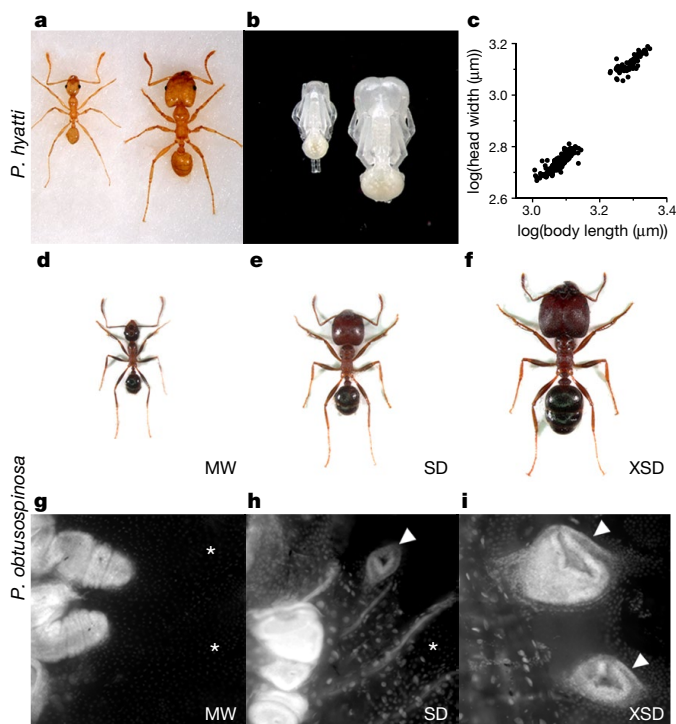 a
b
c
P. hyatti
log(head width (μm))
3.2
3.0
2.8
2.6
3.0
3.2
3.4
log(body length (μm))
d
e
f
MW
SD
XSD
P. obtusospinosa
g
h
i
*
*
*
MW
SD
XSD